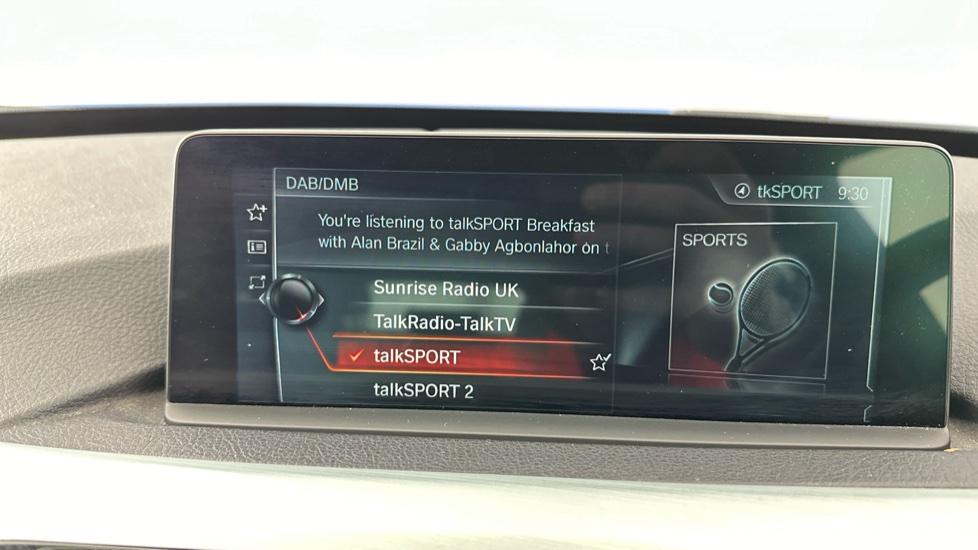 DAB/DMB
tkSPORT 9:30
You're listening to talkSPORT Breakfast
with Alan Brazil & Gabby Agbonlahor on t
SPORTS
Sunrise Radio UK
TalkRadio-TalkTV
talkSPORT
talkSPORT 2